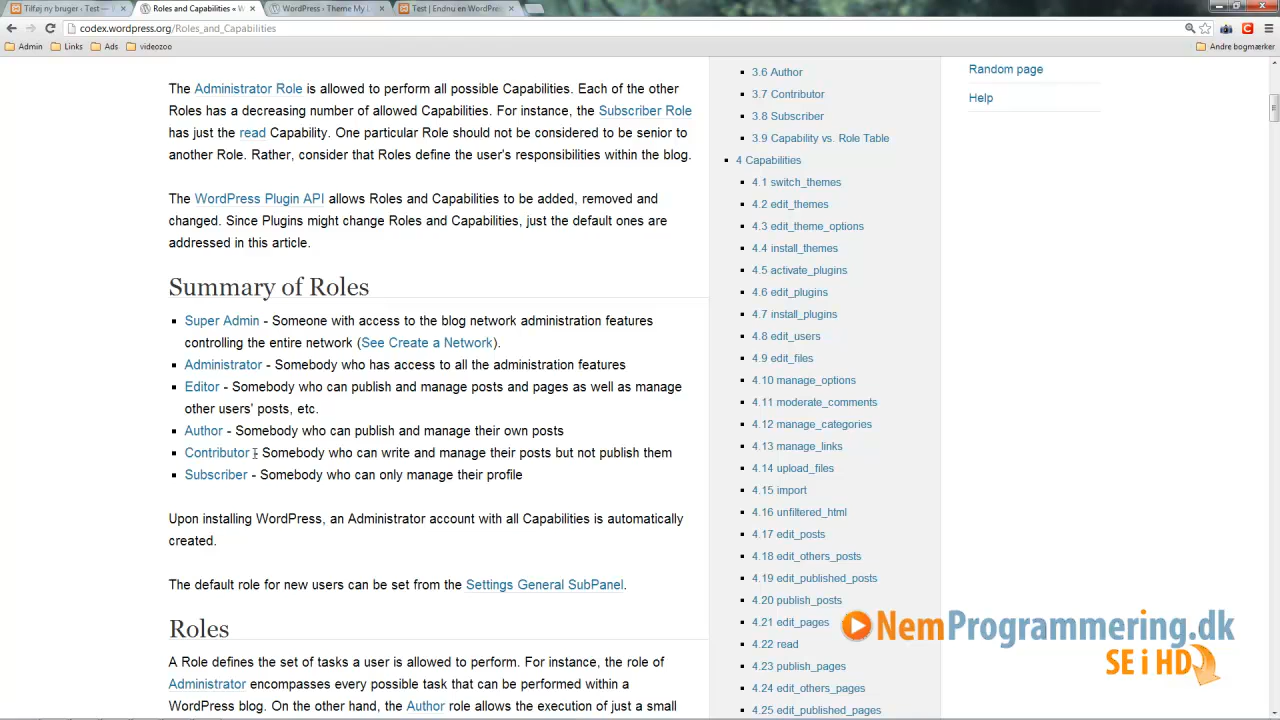 Tilføj ny bruger ‹ Test —
Roles and Capabilities « W
WordPress › Theme My L
Test | Endnu en WordPre
codex.wordpress.org/Roles_and_Capabilities
Admin
Links
Ads
videozoo
Andre bogmærker
The Administrator Role is allowed to perform all possible Capabilities. Each of the other
Roles has a decreasing number of allowed Capabilities. For instance, the Subscriber Role
has just the read Capability. One particular Role should not be considered to be senior to
another Role. Rather, consider that Roles define the user's responsibilities within the blog.
The WordPress Plugin API allows Roles and Capabilities to be added, removed and
changed. Since Plugins might change Roles and Capabilities, just the default ones are
addressed in this article.
Summary of Roles
Super Admin - Someone with access to the blog network administration features
controlling the entire network (See Create a Network).
Administrator - Somebody who has access to all the administration features
Editor - Somebody who can publish and manage posts and pages as well as manage
other users' posts, etc.
Author - Somebody who can publish and manage their own posts
Contributor - Somebody who can write and manage their posts but not publish them
Subscriber - Somebody who can only manage their profile
Upon installing WordPress, an Administrator account with all Capabilities is automatically
created.
The default role for new users can be set from the Settings General SubPanel.
Roles
A Role defines the set of tasks a user is allowed to perform. For instance, the role of
Administrator encompasses every possible task that can be performed within a
WordPress blog. On the other hand, the Author role allows the execution of just a small
3.6 Author
3.7 Contributor
3.8 Subscriber
3.9 Capability vs. Role Table
4 Capabilities
4.1 switch_themes
4.2 edit_themes
4.3 edit_theme_options
4.4 install_themes
4.5 activate_plugins
4.6 edit_plugins
4.7 install_plugins
4.8 edit_users
4.9 edit_files
4.10 manage_options
4.11 moderate_comments
4.12 manage_categories
4.13 manage_links
4.14 upload_files
4.15 import
4.16 unfiltered_html
4.17 edit_posts
4.18 edit_others_posts
4.19 edit_published_posts
4.20 publish_posts
4.21 edit_pages
4.22 read
4.23 publish_pages
4.24 edit_others_pages
4.25 edit_published_pages
Random page
Help
NemProgrammering.dk
SE i HD